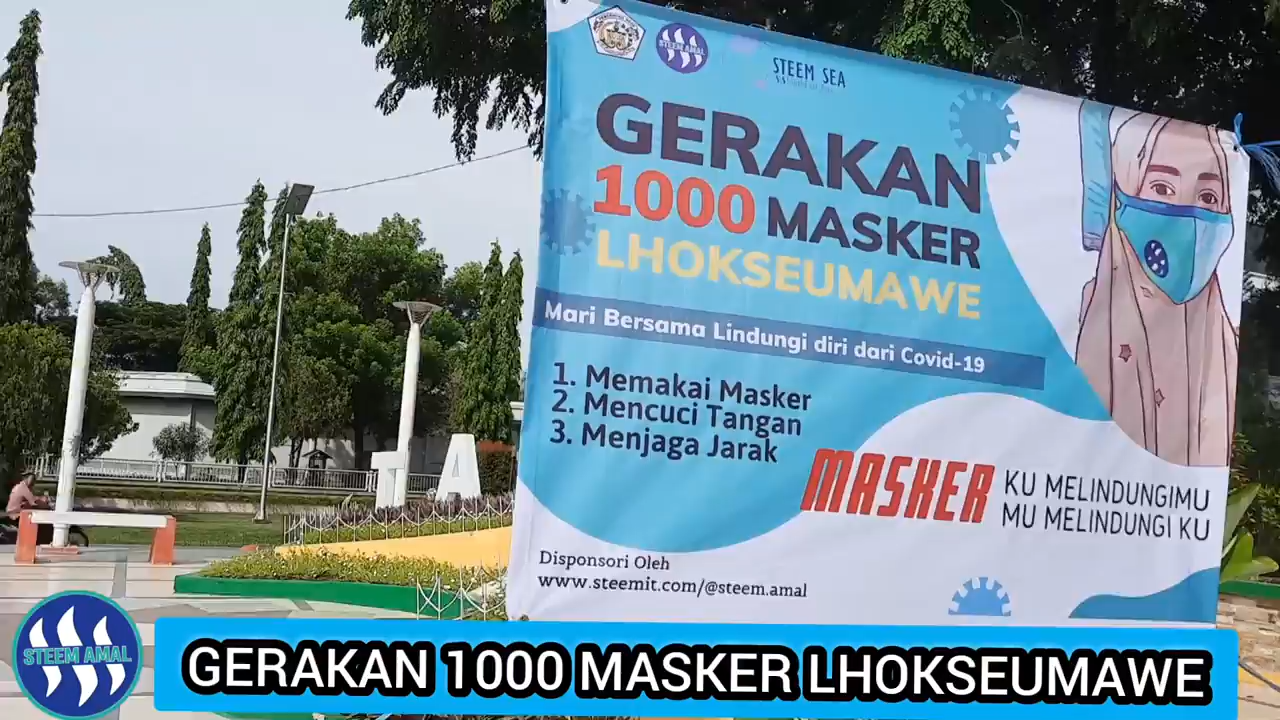 STEEM AMAL
STEEM SEA
GERAKAN
1000 MASKER
LHOKSEUMAWE
Mari Bersama Lindungi diri dari Covid-19
1. Memakai Masker
2. Mencuci Tangan
3. Menjaga Jarak
MASKER KU MELINDUNGIMU
MU MELINDUNGI KU
Disponsori Oleh
www.steemit.com/@steem.amal
STEEM AMAL
GERAKAN 1000 MASKER LHOKSEUMAWE